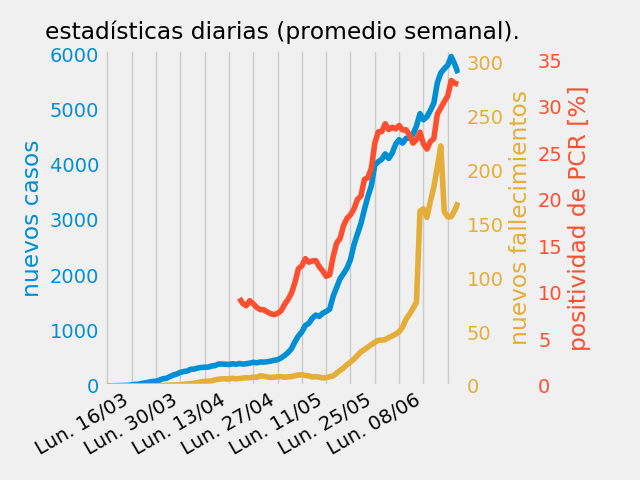 estadísticas diarias (promedio semanal).
nuevos casos
6000
5000
4000
3000
2000
1000
0
300
250
200
150
100
50
0
nuevos fallecimientos
35
30
25
20
15
10
5
0
positividad de PCR [%]
Lun. 16/03
Lun. 30/03
Lun. 13/04
Lun. 27/04
Lun. 11/05
Lun. 25/05
Lun. 08/06